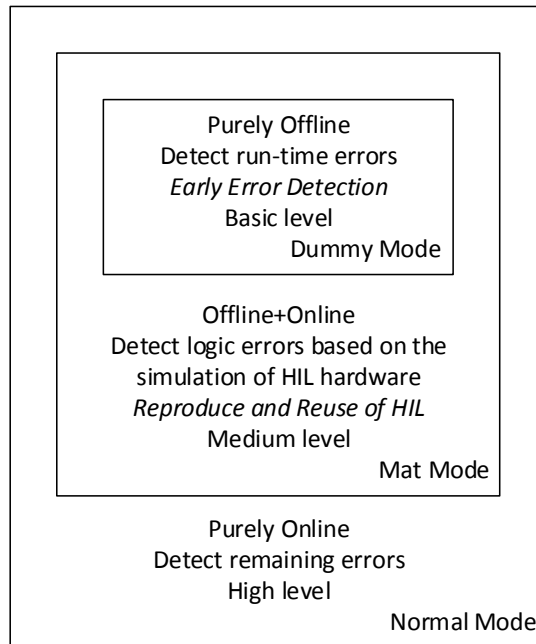 Purely Offline
Detect run-time errors
Early Error Detection
Basic level
Dummy Mode
Offline+Online
Detect logic errors based on the
simulation of HIL hardware
Reproduce and Reuse of HIL
Medium level
Mat Mode
Purely Online
Detect remaining errors
High level
Normal Mode